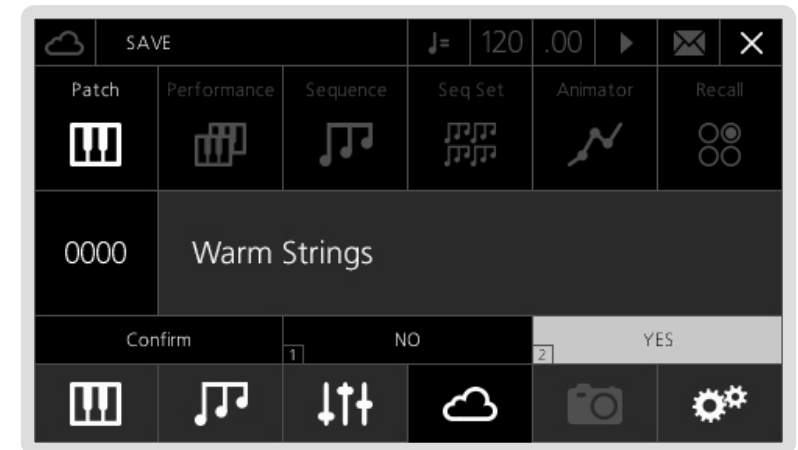 SAVE ♩= 120 .00
Patch Performance Sequence Seq Set Animator Recall
0000 Warm Strings
Confirm 1 NO 2 YES